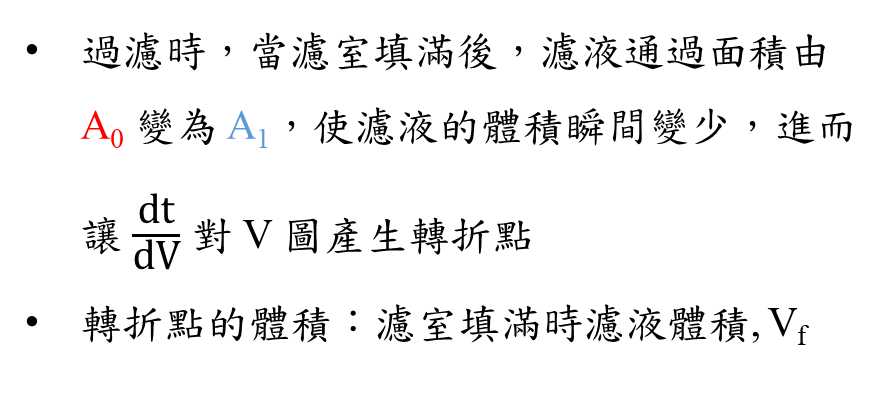 • 過濾時，當濾室填滿後，濾液通過面積由
A₀ 變為 A₁，使濾液的體積瞬間變少，進而
讓 dt/dV 對 V 圖產生轉折點
• 轉折點的體積：濾室填滿時濾液體積, V_f